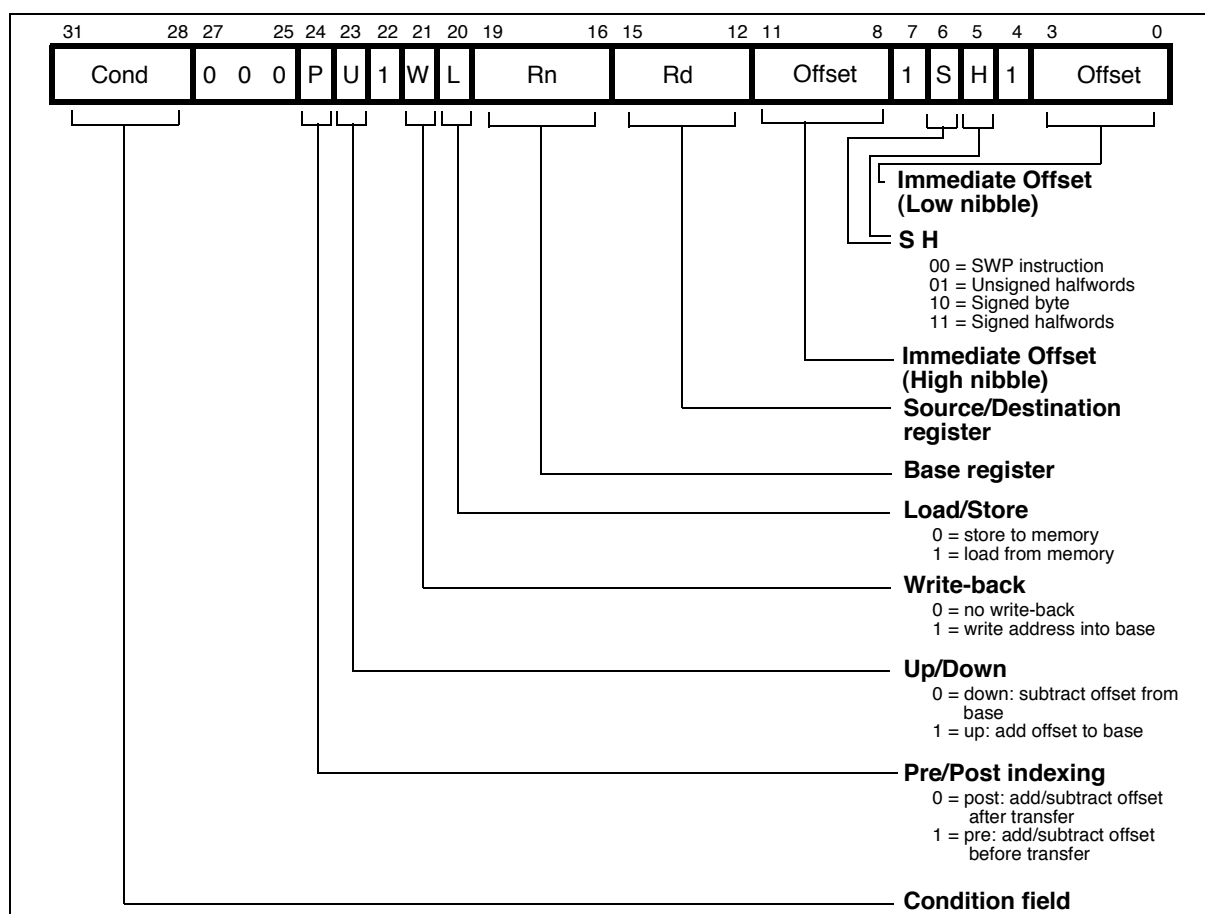 31 28 27 25 24 23 22 21 20 19 16 15 12 11 8 7 6 5 4 3 0
Cond 0 0 0 P U 1 W L Rn Rd Offset 1 S H 1 Offset
Immediate Offset
(Low nibble)
S H
00 = SWP instruction
01 = Unsigned halfwords
10 = Signed byte
11 = Signed halfwords
Immediate Offset
(High nibble)
Source/Destination
register
Base register
Load/Store
0 = store to memory
1 = load from memory
Write-back
0 = no write-back
1 = write address into base
Up/Down
0 = down: subtract offset from
base
1 = up: add offset to base
Pre/Post indexing
0 = post: add/subtract offset
after transfer
1 = pre: add/subtract offset
before transfer
Condition field